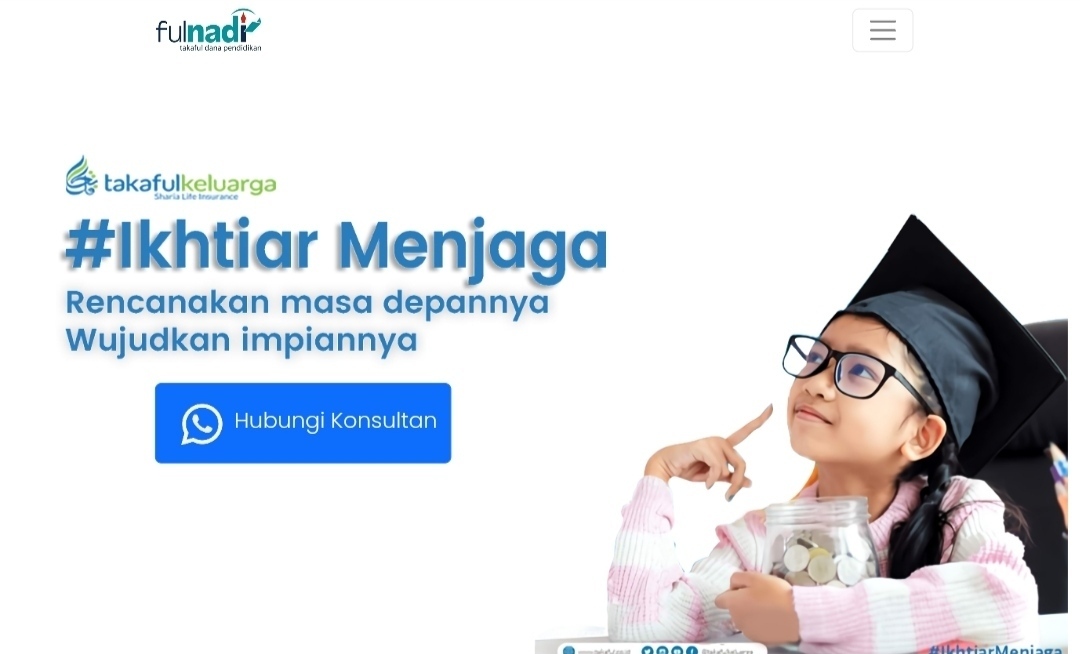 fulnadi
takaful dana pendidikan
takafulkeluarga
Sharia Life Insurance
#Ikhtiar Menjaga
Rencanakan masa depannya
Wujudkan impiannya
Hubungi Konsultan
#IkhtiarMenjaga